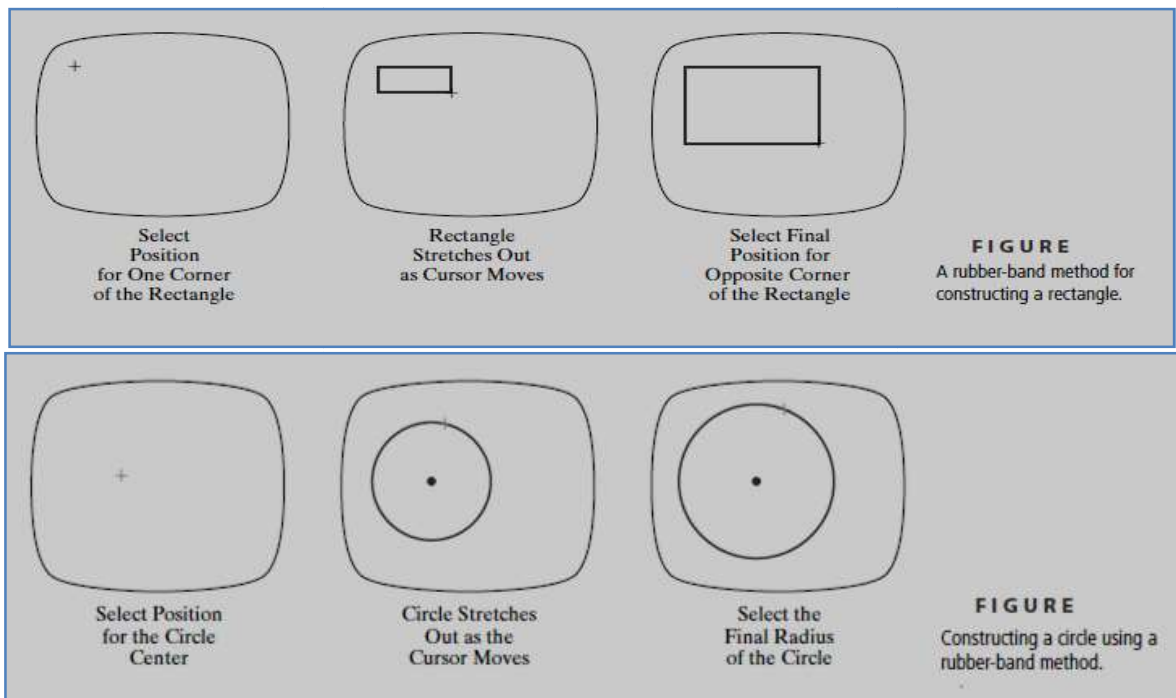 Select
Position
for One Corner
of the Rectangle
Rectangle
Stretches Out
as Cursor Moves
Select Final
Position for
Opposite Corner
of the Rectangle
FIGURE
A rubber-band method for
constructing a rectangle.
Select Position
for the Circle
Center
Circle Stretches
Out as the
Cursor Moves
Select the
Final Radius
of the Circle
FIGURE
Constructing a circle using a
rubber-band method.